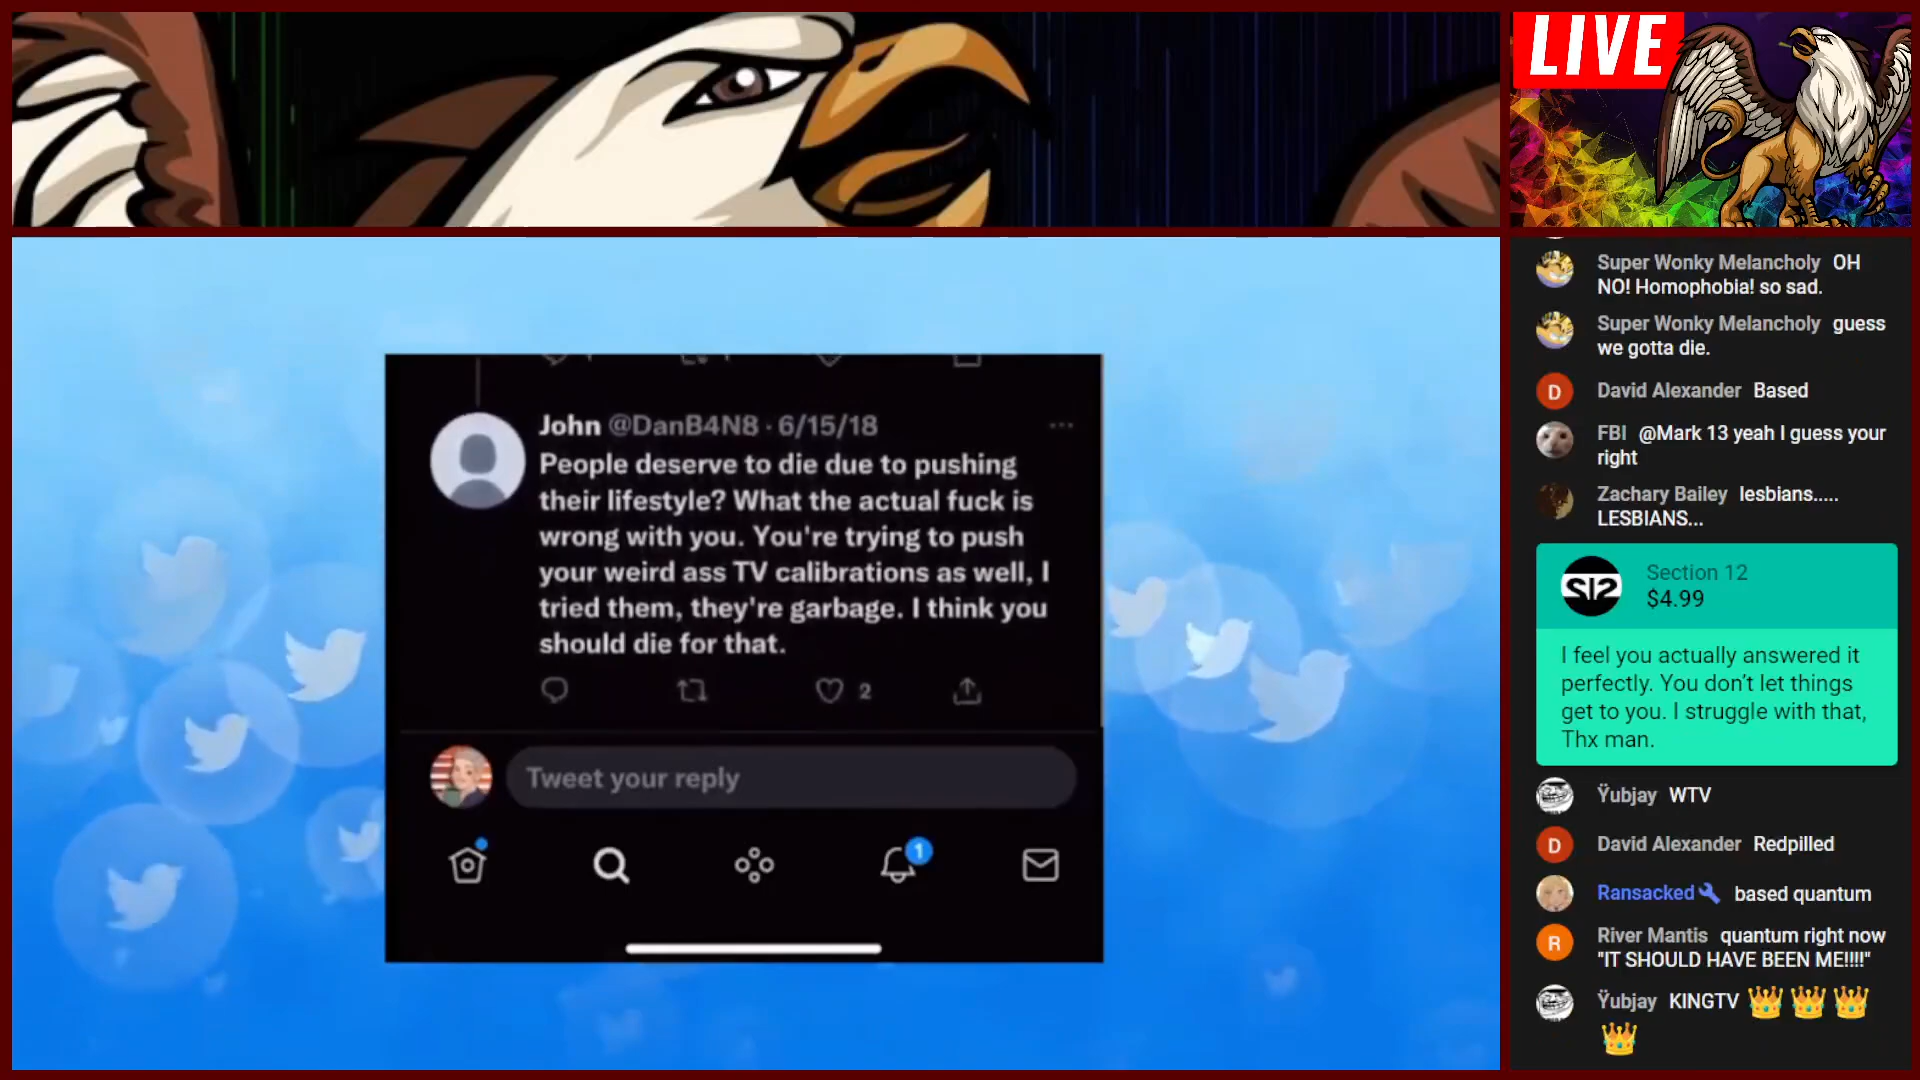 LIVE
John @DanB4N8 · 6/15/18
People deserve to die due to pushing
their lifestyle? What the actual fuck is
wrong with you. You're trying to push
your weird ass TV calibrations as well, I
tried them, they're garbage. I think you
should die for that.
2
Tweet your reply
1
Super Wonky Melancholy OH
NO! Homophobia! so sad.
Super Wonky Melancholy guess
we gotta die.
D David Alexander Based
FBI @Mark 13 yeah I guess your
right
Zachary Bailey lesbians.....
LESBIANS...
S12
Section 12
$4.99
I feel you actually answered it
perfectly. You don’t let things
get to you. I struggle with that,
Thx man.
Ÿubjay WTV
D David Alexander Redpilled
Ransacked based quantum
R River Mantis quantum right now
"IT SHOULD HAVE BEEN ME!!!!"
Ÿubjay KINGTV 👑 👑 👑
👑